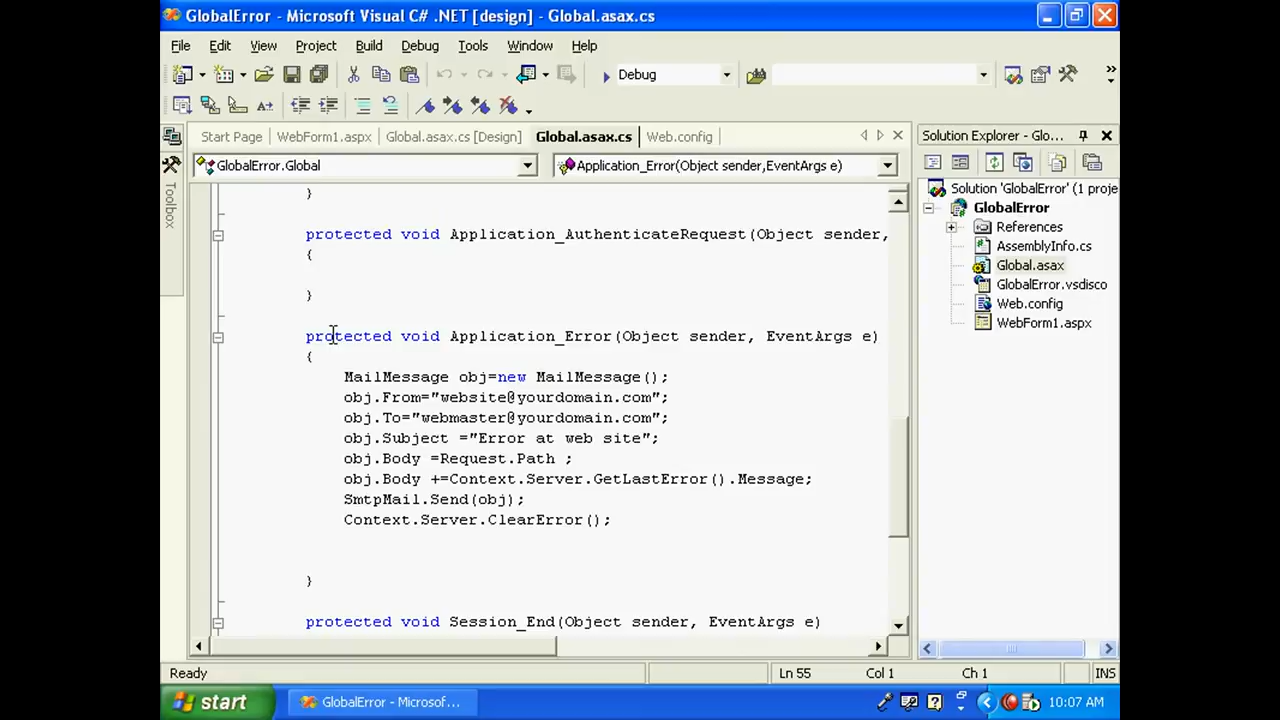 GlobalError - Microsoft Visual C# .NET [design] - Global.asax.cs
File Edit View Project Build Debug Tools Window Help
Debug
Start Page WebForm1.aspx Global.asax.cs [Design] Global.asax.cs Web.config
Solution Explorer - Glo...
GlobalError.Global
Application_Error(Object sender,EventArgs e)
Toolbox
Solution 'GlobalError' (1 proje
GlobalError
References
AssemblyInfo.cs
Global.asax
GlobalError.vsdisco
Web.config
WebForm1.aspx
}
protected void Application_AuthenticateRequest(Object sender,
{
}
protected void Application_Error(Object sender, EventArgs e)
{
MailMessage obj=new MailMessage();
obj.From="website@yourdomain.com";
obj.To="webmaster@yourdomain.com";
obj.Subject ="Error at web site";
obj.Body =Request.Path ;
obj.Body +=Context.Server.GetLastError().Message;
SmtpMail.Send(obj);
Context.Server.ClearError();
}
protected void Session_End(Object sender, EventArgs e)
Ready Ln 55 Col 1 Ch 1 INS
start GlobalError - Microsof... 10:07 AM